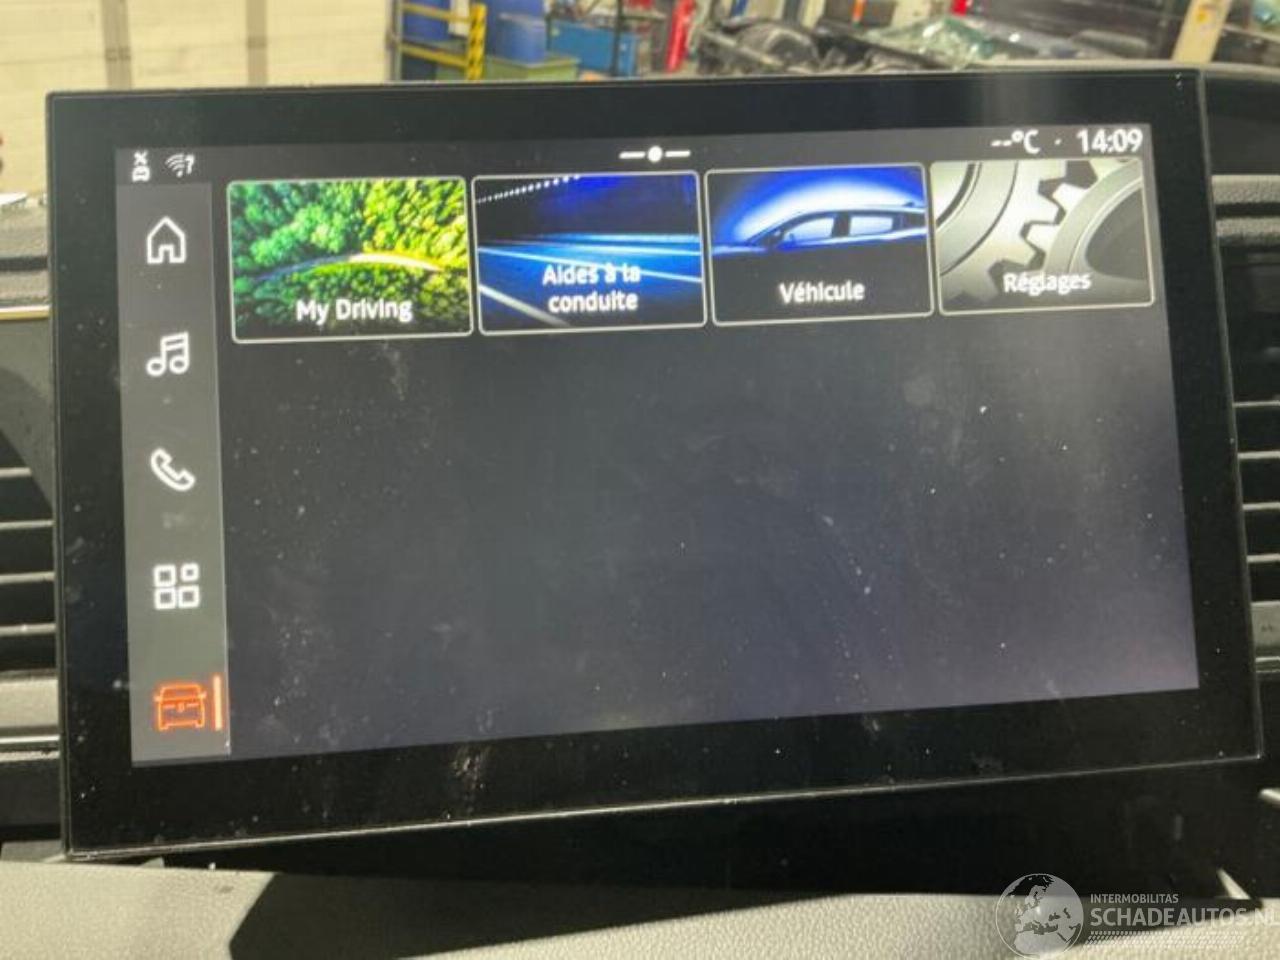 --°C · 14:09
My Driving
Aides à la
conduite
Véhicule
Réglages
INTERMOBILITAS
SCHADEAUTOS.NL